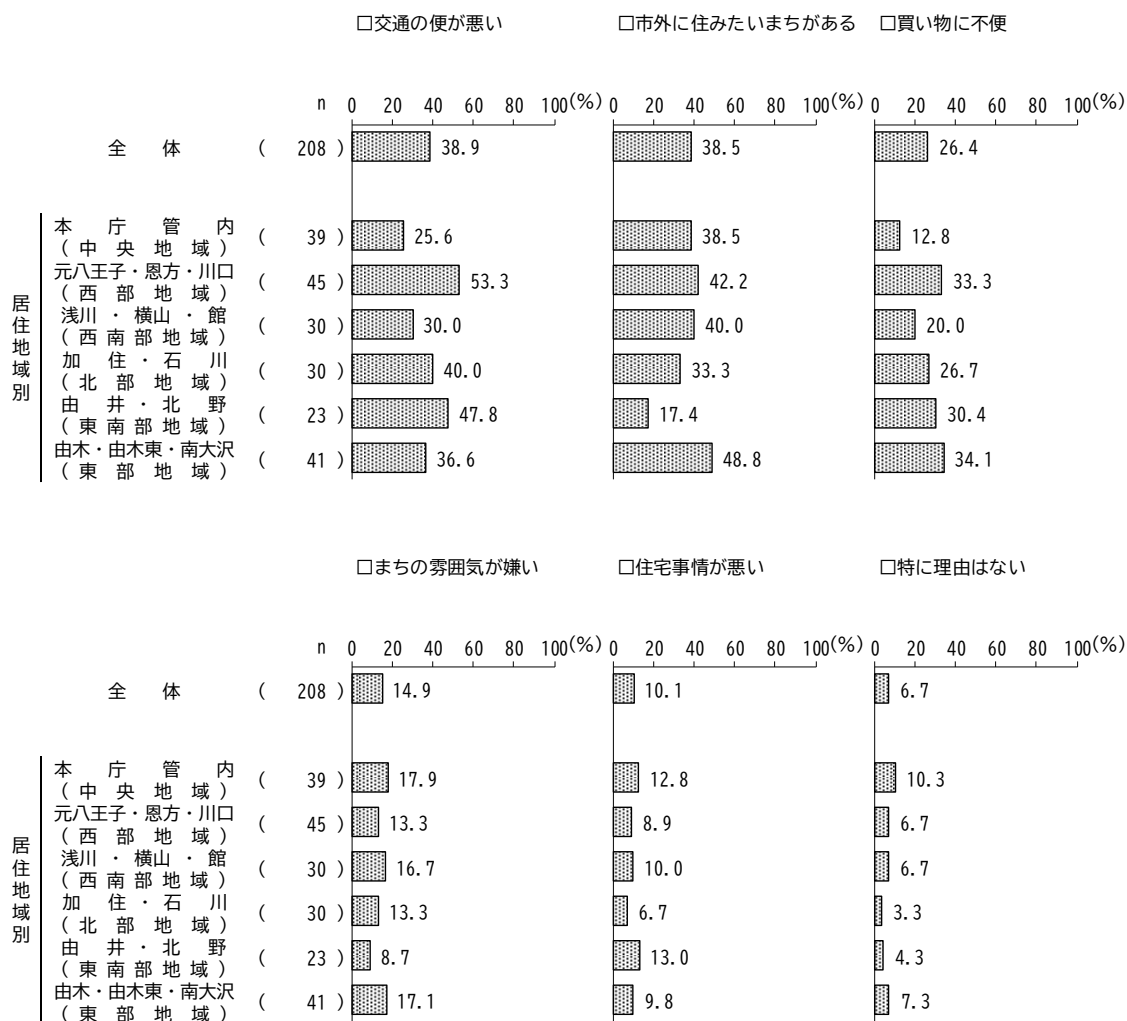 □交通の便が悪い □市外に住みたいまちがある □買い物に不便
n 0 20 40 60 80 100(%) 0 20 40 60 80 100(%) 0 20 40 60 80 100(%)
全 体 ( 208 ) 38.9 38.5 26.4
居住地域別
本 庁 管 内
(中 央 地 域) ( 39 ) 25.6 38.5 12.8
元八王子・恩方・川口
(西 部 地 域) ( 45 ) 53.3 42.2 33.3
浅川 ・ 横山 ・ 館
(西 南 部 地 域) ( 30 ) 30.0 40.0 20.0
加 住 ・ 石 川
(北 部 地 域) ( 30 ) 40.0 33.3 26.7
由 井 ・ 北 野
(東 南 部 地 域) ( 23 ) 47.8 17.4 30.4
由木・由木東・南大沢
(東 部 地 域) ( 41 ) 36.6 48.8 34.1
□まちの雰囲気が嫌い □住宅事情が悪い □特に理由はない
n 0 20 40 60 80 100(%) 0 20 40 60 80 100(%) 0 20 40 60 80 100(%)
全 体 ( 208 ) 14.9 10.1 6.7
居住地域別
本 庁 管 内
(中 央 地 域) ( 39 ) 17.9 12.8 10.3
元八王子・恩方・川口
(西 部 地 域) ( 45 ) 13.3 8.9 6.7
浅川 ・ 横山 ・ 館
(西 南 部 地 域) ( 30 ) 16.7 10.0 6.7
加 住 ・ 石 川
(北 部 地 域) ( 30 ) 13.3 6.7 3.3
由 井 ・ 北 野
(東 南 部 地 域) ( 23 ) 8.7 13.0 4.3
由木・由木東・南大沢
(東 部 地 域) ( 41 ) 17.1 9.8 7.3